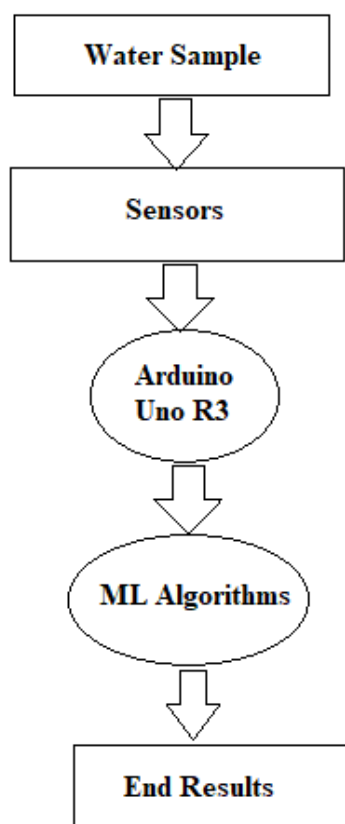 Water Sample
Sensors
Arduino
Uno R3
ML Algorithms
End Results